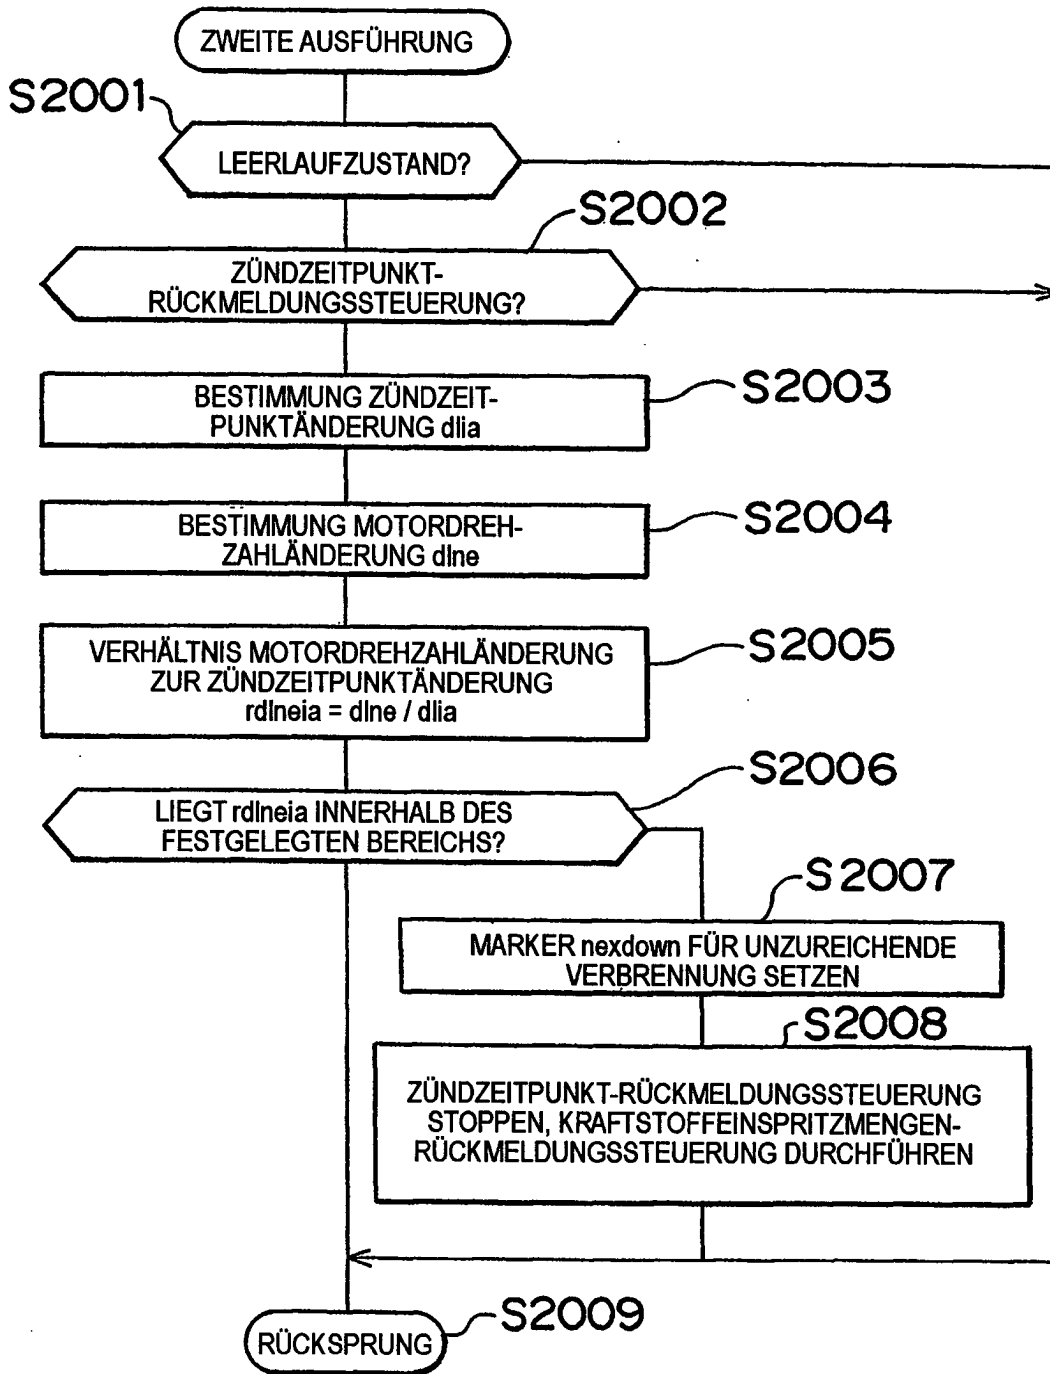 ZWEITE AUSFÜHRUNG
S2001
LEERLAUFZUSTAND?
S2002
ZÜNDZEITPUNKT-
RÜCKMELDUNGSSTEUERUNG?
S2003
BESTIMMUNG ZÜNDZEIT-
PUNKTÄNDERUNG dlia
S2004
BESTIMMUNG MOTORDREH-
ZAHLÄNDERUNG dlne
S2005
VERHÄLTNIS MOTORDREHZAHLÄNDERUNG
ZUR ZÜNDZEITPUNKTÄNDERUNG
rdlneia = dlne / dlia
S2006
LIEGT rdlneia INNERHALB DES
FESTGELEGTEN BEREICHS?
S2007
MARKER nexdown FÜR UNZUREICHENDE
VERBRENNUNG SETZEN
S2008
ZÜNDZEITPUNKT-RÜCKMELDUNGSSTEUERUNG
STOPPEN, KRAFTSTOFFEINSPRITZMENGEN-
RÜCKMELDUNGSSTEUERUNG DURCHFÜHREN
S2009
RÜCKSPRUNG